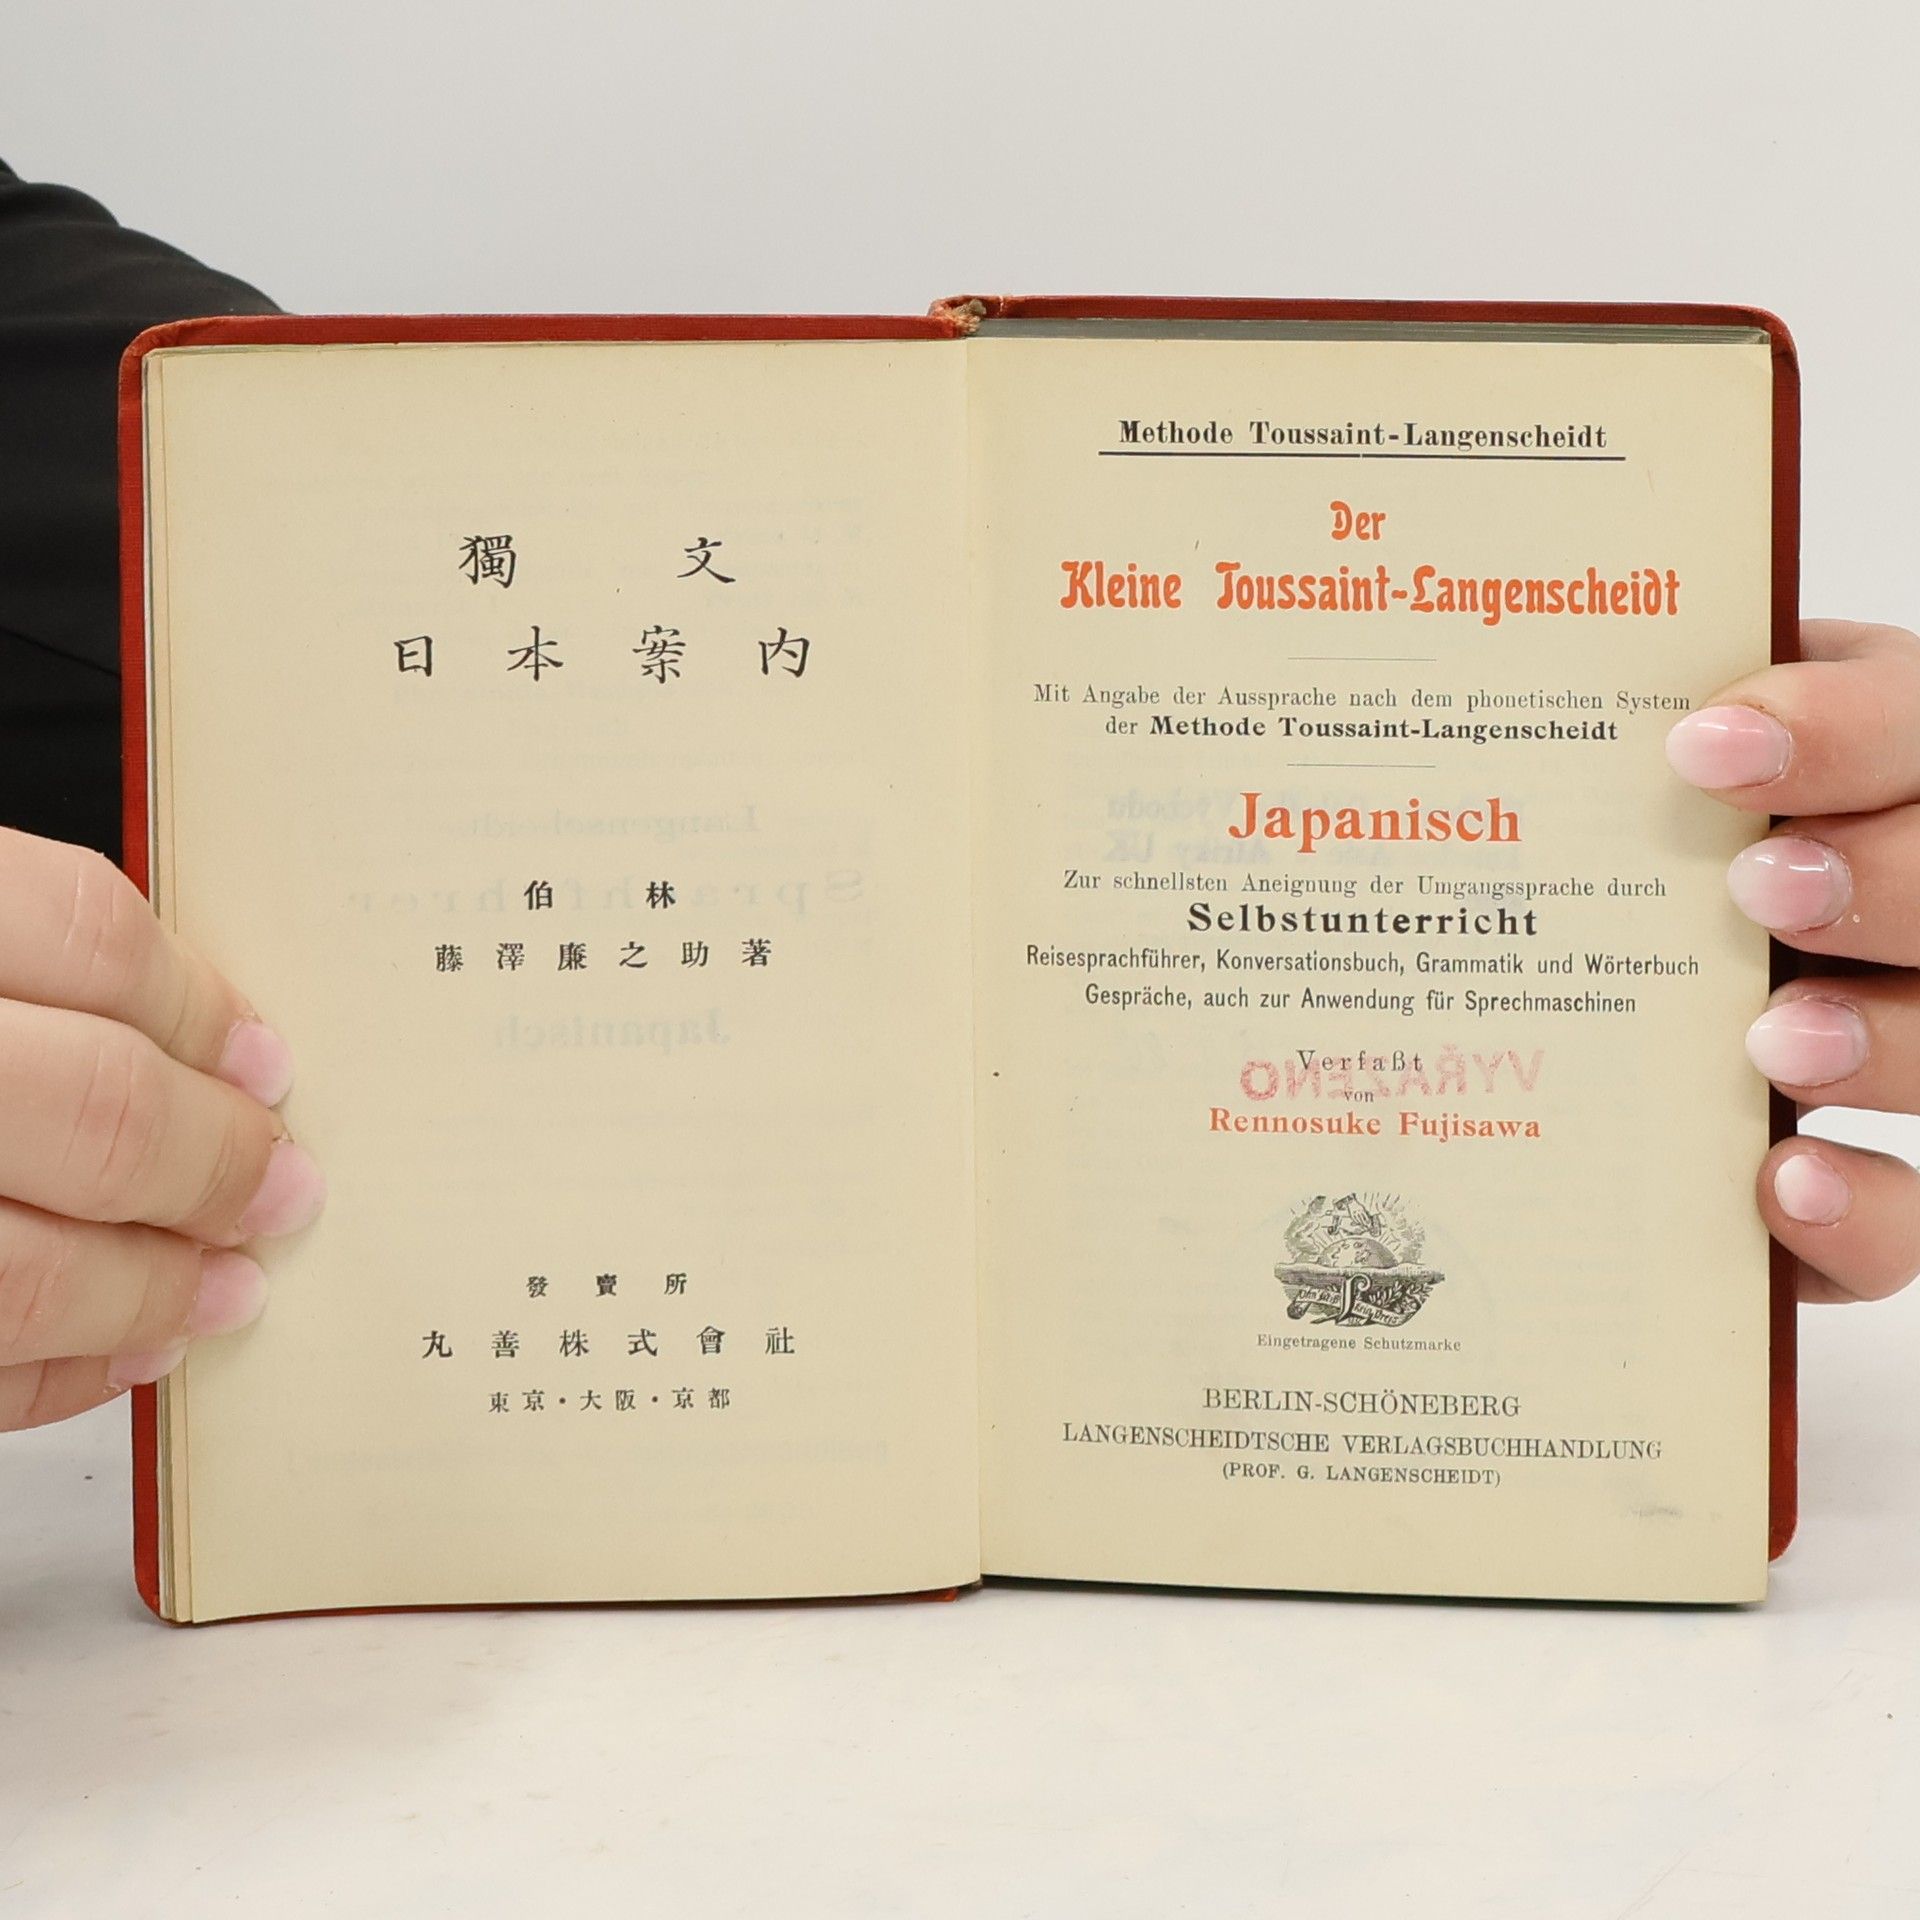 獨文
日本案内
伯林
藤澤廉之助著
發賣所
丸善株式會社
東京・大阪・京都
Methode Toussaint-Langenscheidt
Der
Kleine Toussaint-Langenscheidt
Mit Angabe der Aussprache nach dem phonetischen System
der Methode Toussaint-Langenscheidt
Japanisch
Zur schnellsten Aneignung der Umgangssprache durch
Selbstunterricht
Reisesprachführer, Konversationsbuch, Grammatik und Wörterbuch
Gespräche, auch zur Anwendung für Sprechmaschinen
Verfaßt
VYŘAZENO
von
Rennosuke Fujisawa
Eingetragene Schutzmarke
BERLIN-SCHÖNEBERG
LANGENSCHEIDTSCHE VERLAGSBUCHHANDLUNG
(PROF. G. LANGENSCHEIDT)